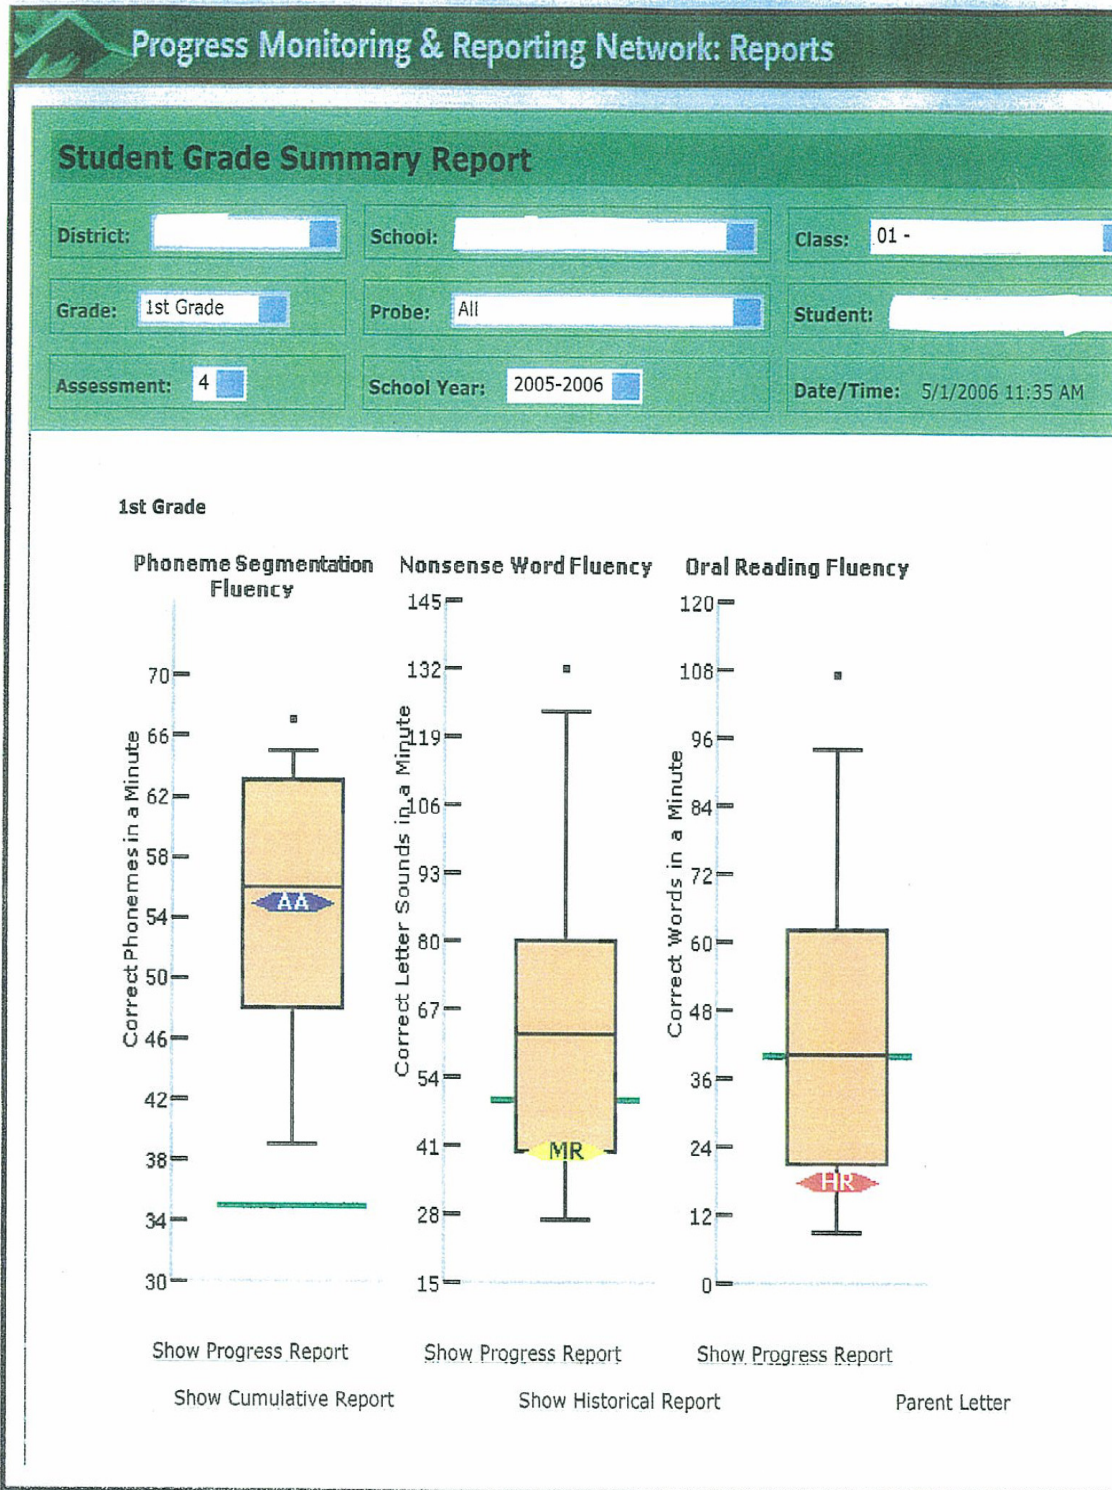 Progress Monitoring & Reporting Network: Reports
Student Grade Summary Report
District:
School:
Class: 01 -
Grade: 1st Grade
Probe: All
Student:
Assessment: 4
School Year: 2005-2006
Date/Time: 5/1/2006 11:35 AM
1st Grade
Phoneme Segmentation
Fluency
Correct Phonemes in a Minute
70
66
62
58
54
50
46
42
38
34
30
AA
Show Progress Report
Nonsense Word Fluency
Correct Letter Sounds in a Minute
145
132
119
106
93
80
67
54
41
28
15
MR
Show Progress Report
Oral Reading Fluency
Correct Words in a Minute
120
108
96
84
72
60
48
36
24
12
0
HR
Show Progress Report
Show Cumulative Report
Show Historical Report
Parent Letter